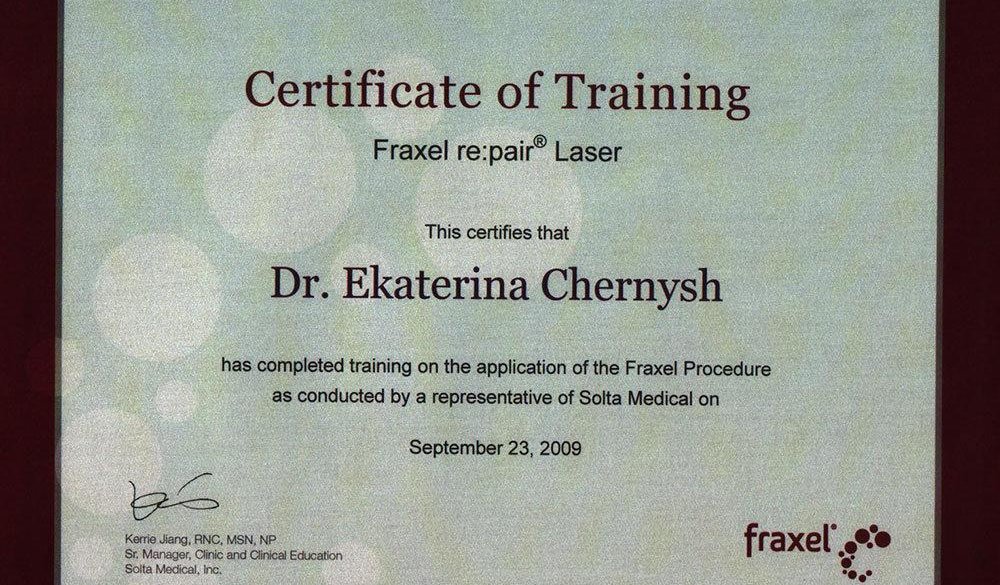 Certificate of Training
Fraxel re:pair® Laser
This certifies that
Dr. Ekaterina Chernysh
has completed training on the application of the Fraxel Procedure
as conducted by a representative of Solta Medical on
September 23, 2009
Kerrie Jiang, RNC, MSN, NP
Sr. Manager, Clinic and Clinical Education
Solta Medical, Inc.
fraxel